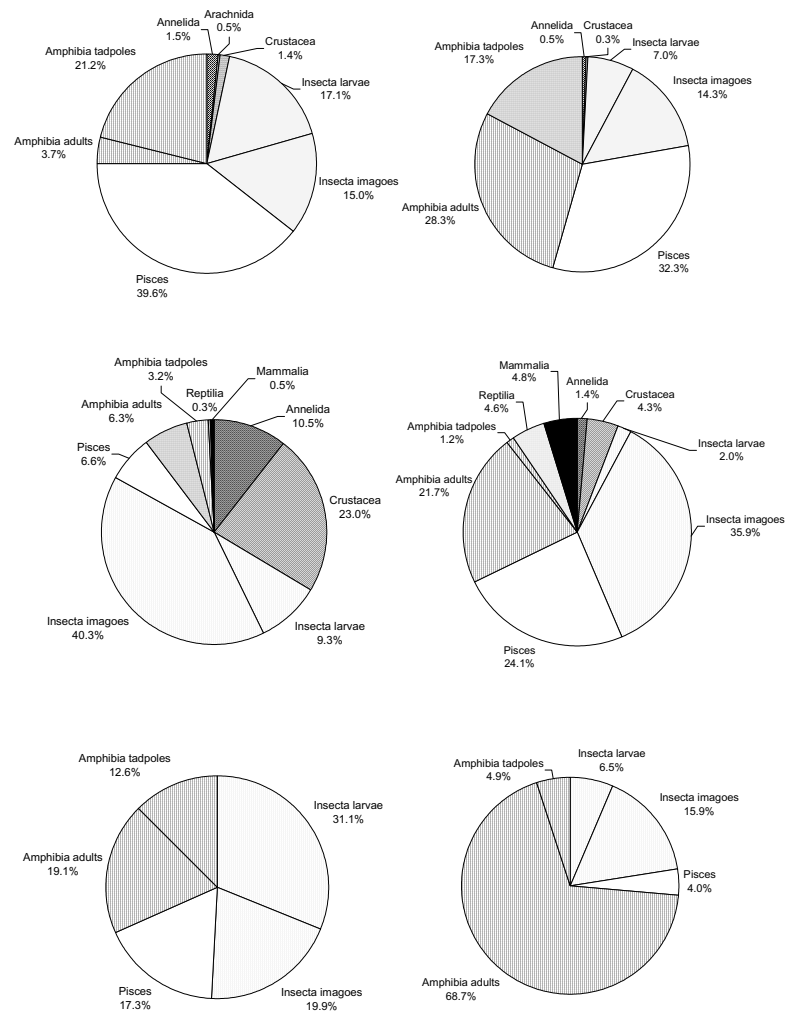 Arachnida
0.5%
Annelida
1.5%
Crustacea
1.4%
Amphibia tadpoles
21.2%
Insecta larvae
17.1%
Amphibia adults
3.7%
Insecta imagoes
15.0%
Pisces
39.6%
Annelida
0.5%
Crustacea
0.3%
Insecta larvae
7.0%
Amphibia tadpoles
17.3%
Insecta imagoes
14.3%
Amphibia adults
28.3%
Pisces
32.3%
Amphibia tadpoles
3.2%
Mammalia
0.5%
Reptilia
0.3%
Amphibia adults
6.3%
Annelida
10.5%
Pisces
6.6%
Crustacea
23.0%
Insecta imagoes
40.3%
Insecta larvae
9.3%
Mammalia
4.8%
Annelida
1.4%
Reptilia
4.6%
Crustacea
4.3%
Amphibia tadpoles
1.2%
Insecta larvae
2.0%
Amphibia adults
21.7%
Insecta imagoes
35.9%
Pisces
24.1%
Amphibia tadpoles
12.6%
Insecta larvae
31.1%
Amphibia adults
19.1%
Pisces
17.3%
Insecta imagoes
19.9%
Insecta larvae
6.5%
Amphibia tadpoles
4.9%
Insecta imagoes
15.9%
Pisces
4.0%
Amphibia adults
68.7%